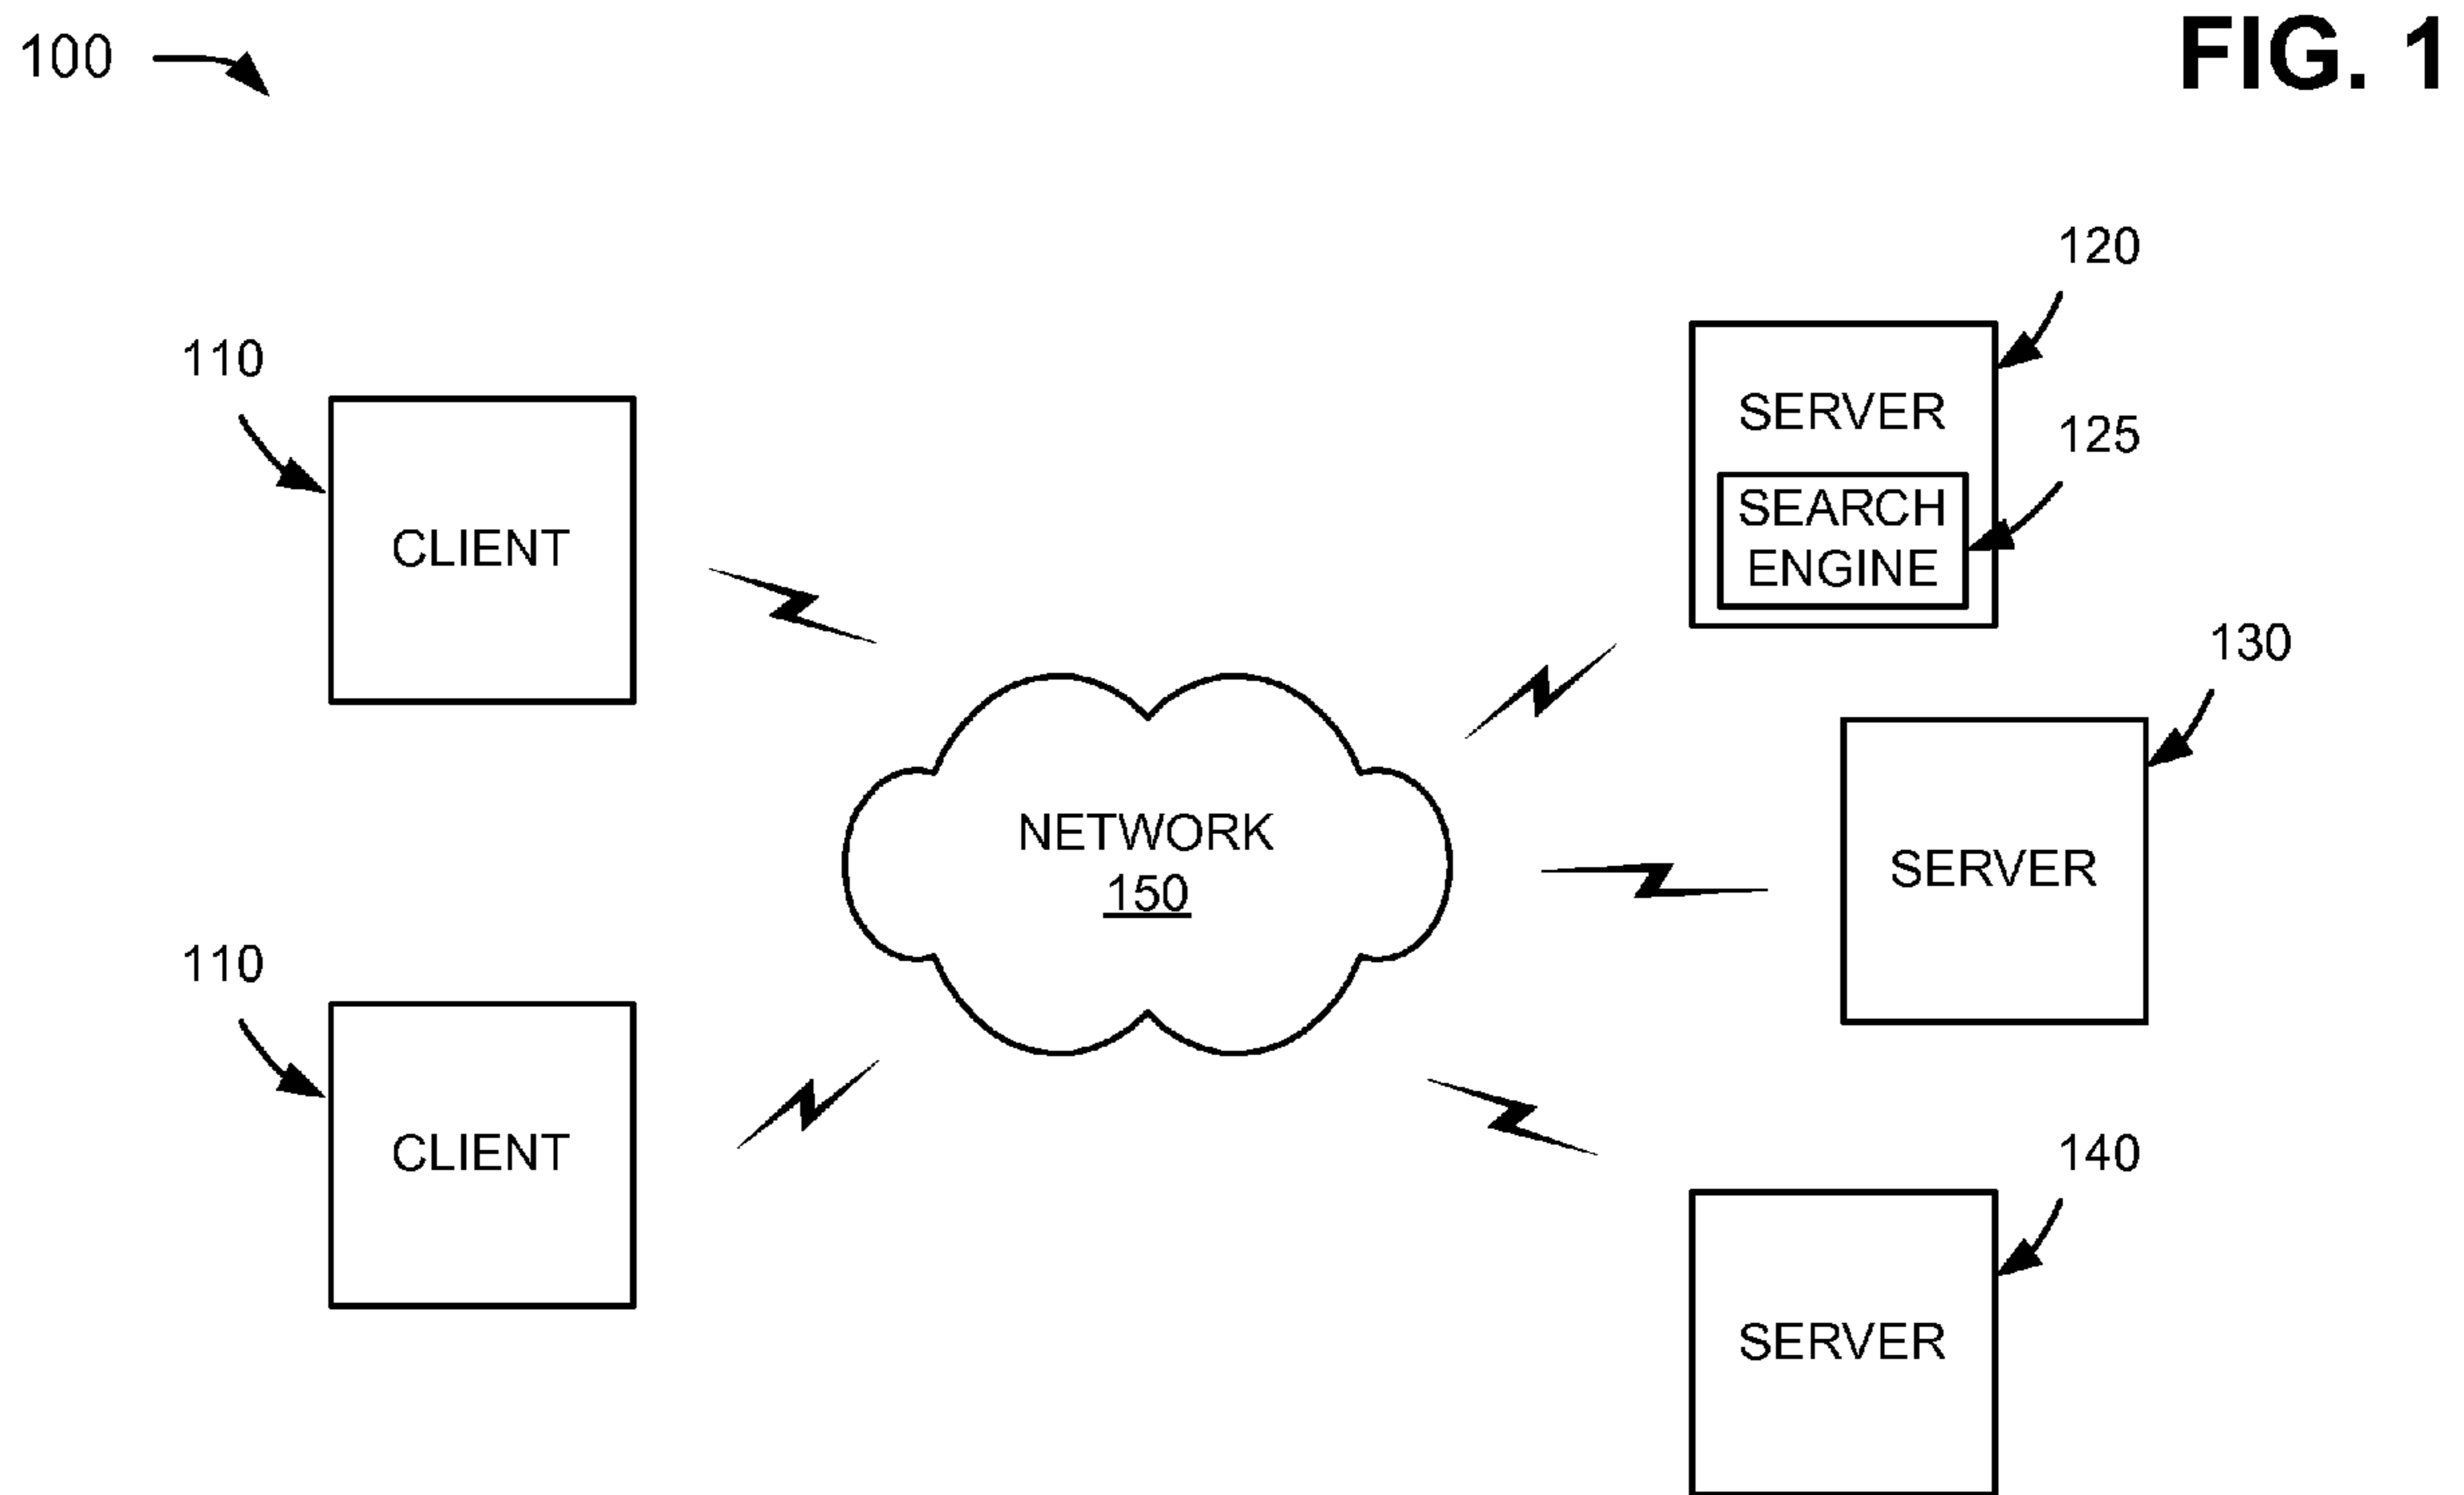 100
FIG. 1
120
110
SERVER
125
SEARCH
ENGINE
CLIENT
130
NETWORK
150
SERVER
110
CLIENT
140
SERVER